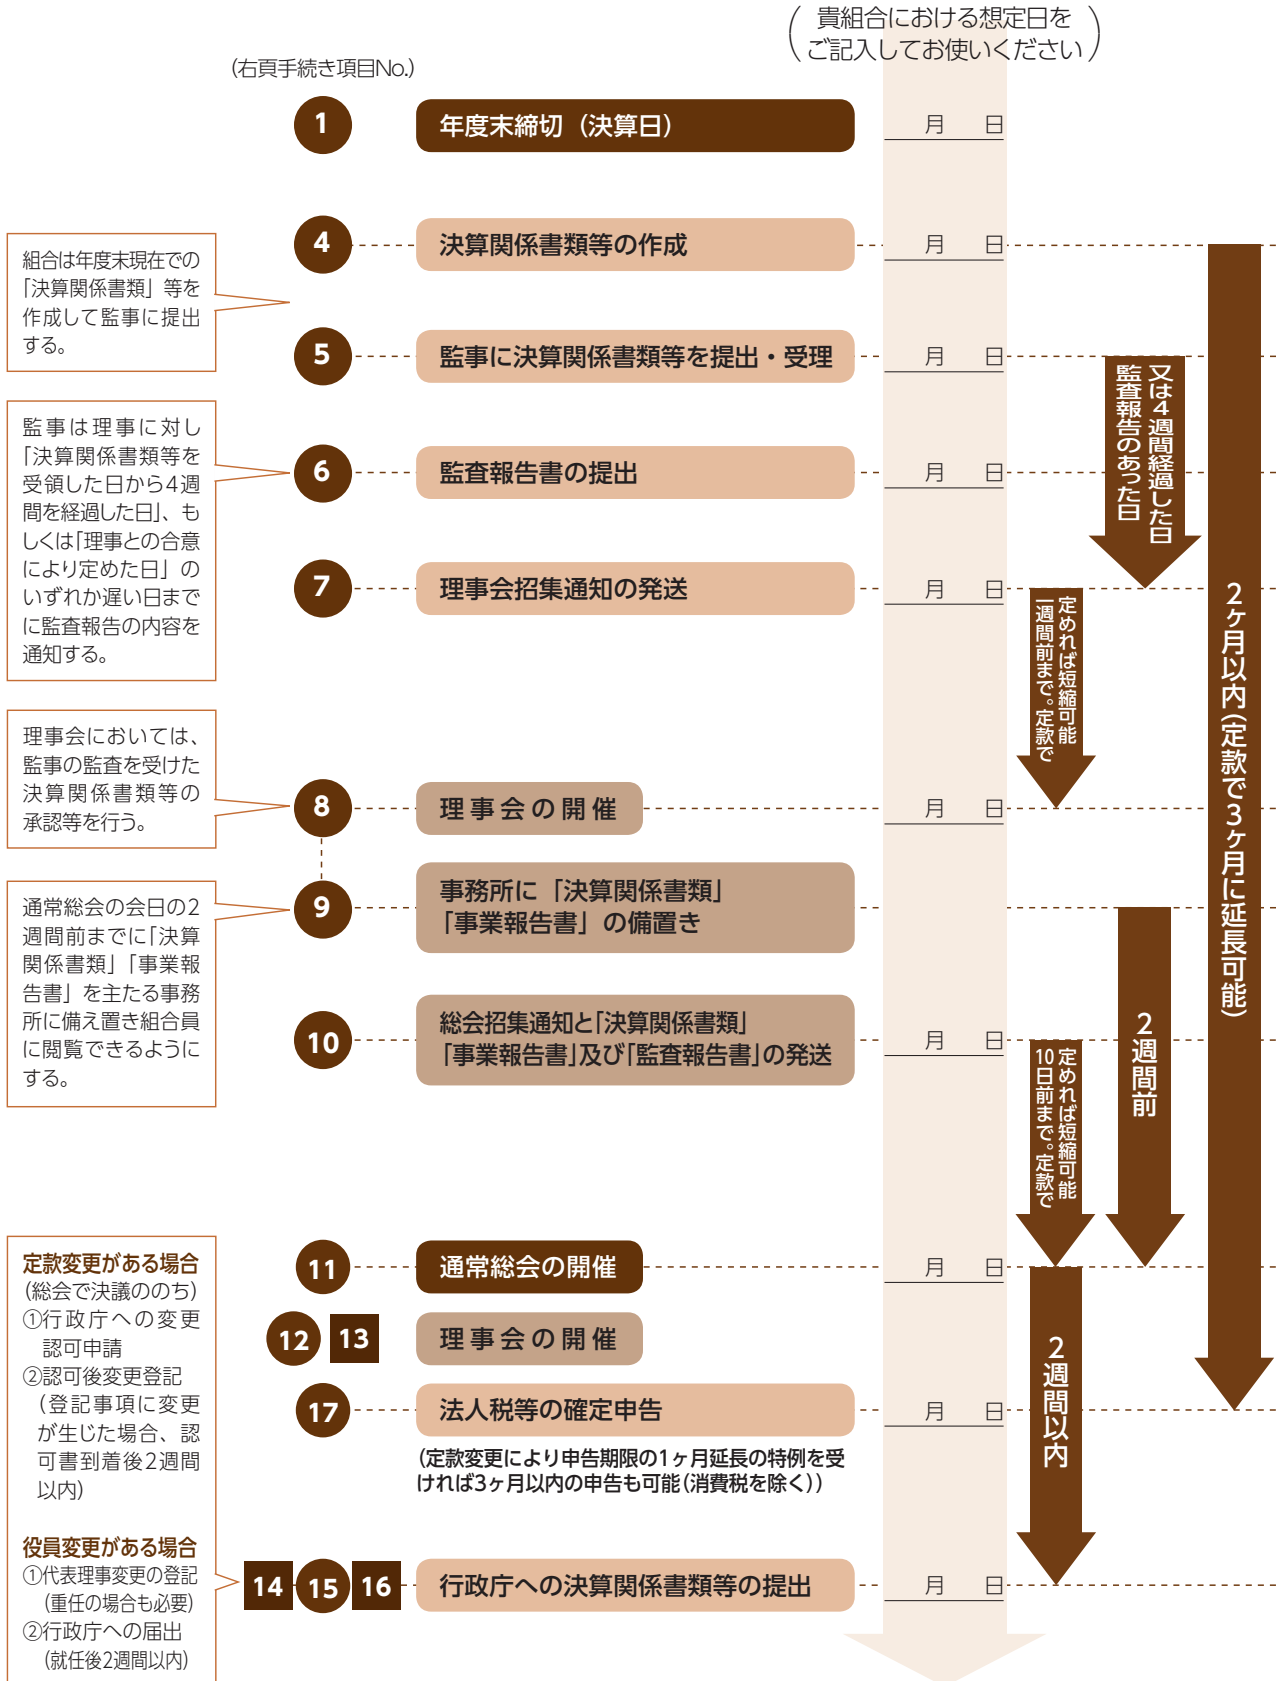 貴組合における想定日を
ご記入してお使いください
(右頁手続き項目No.)
1
年度末締切（決算日）
月 日
4
決算関係書類等の作成
月 日
組合は年度末現在での
「決算関係書類」等を
作成して監事に提出
する。
5
監事に決算関係書類等を提出・受理
月 日
監事は理事に対し
「決算関係書類等を
受領した日から4週
間を経過した日」、も
しくは「理事との合意
により定めた日」の
いずれか遅い日まで
に監査報告の内容を
通知する。
6
監査報告書の提出
月 日
監査報告のあった日
又は4週間経過した日
7
理事会招集通知の発送
月 日
一週間前まで。定款で
定めれば短縮可能
2ヶ月以内(定款で3ヶ月に延長可能)
理事会においては、
監事の監査を受けた
決算関係書類等の
承認等を行う。
8
理事会の開催
月 日
通常総会の会日の2
週間前までに「決算
関係書類」「事業報
告書」を主たる事務
所に備え置き組合員
に閲覧できるように
する。
9
事務所に「決算関係書類」
「事業報告書」の備置き
2週間前
10
総会招集通知と「決算関係書類」
「事業報告書」及び「監査報告書」の発送
月 日
10日前まで。定款で
定めれば短縮可能
定款変更がある場合
(総会で決議ののち)
①行政庁への変更
認可申請
②認可後変更登記
(登記事項に変更
が生じた場合、認
可書到着後2週間
以内)
役員変更がある場合
①代表理事変更の登記
(重任の場合も必要)
②行政庁への届出
(就任後2週間以内)
11
通常総会の開催
月 日
12 13
理事会の開催
2週間以内
17
法人税等の確定申告
月 日
(定款変更により申告期限の1ヶ月延長の特例を受
ければ3ヶ月以内の申告も可能(消費税を除く))
14 15 16
行政庁への決算関係書類等の提出
月 日